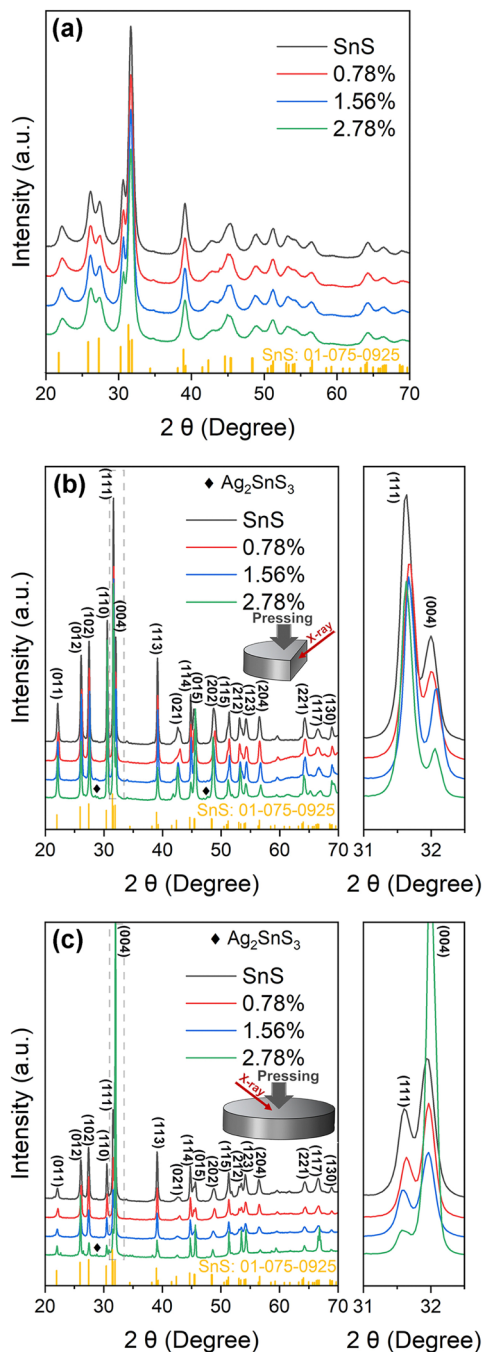 (a)
SnS
0.78%
1.56%
2.78%
Intensity (a.u.)
SnS: 01-075-0925
20 30 40 50 60 70
2 θ (Degree)
(b)
♦ Ag₂SnS₃
SnS
0.78%
1.56%
2.78%
Pressing
X-ray
Intensity (a.u.)
(011)
(012)
(102)
(110)
(111)
(004)
(113)
(021)
(114)
(015)
(202)
(115)
(212)
(123)
(204)
(221)
(117)
(130)
SnS: 01-075-0925
20 30 40 50 60 70
2 θ (Degree)
(111)
(004)
31 32
2 θ (Degree)
(c)
♦ Ag₂SnS₃
SnS
0.78%
1.56%
2.78%
X-ray
Pressing
Intensity (a.u.)
(011)
(012)
(102)
(110)
(111)
(004)
(113)
(021)
(114)
(015)
(202)
(115)
(212)
(123)
(204)
(221)
(117)
(130)
SnS: 01-075-0925
20 30 40 50 60 70
2 θ (Degree)
(111)
(004)
31 32
2 θ (Degree)